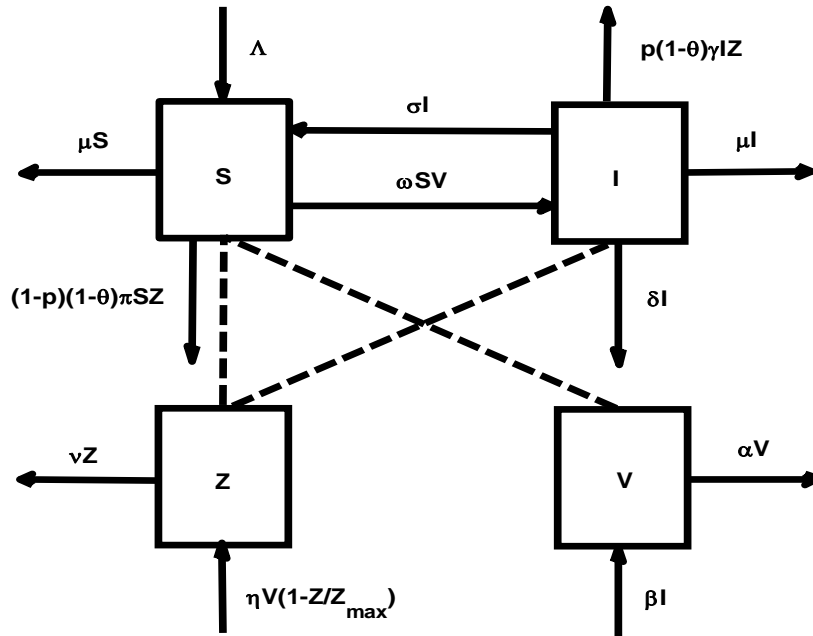 Λ
p(1-θ)γIZ
μS
S
σI
ωSV
I
μI
(1-p)(1-θ)πSZ
δI
νZ
Z
V
αV
ηV(1-Z/Zmax)
βI